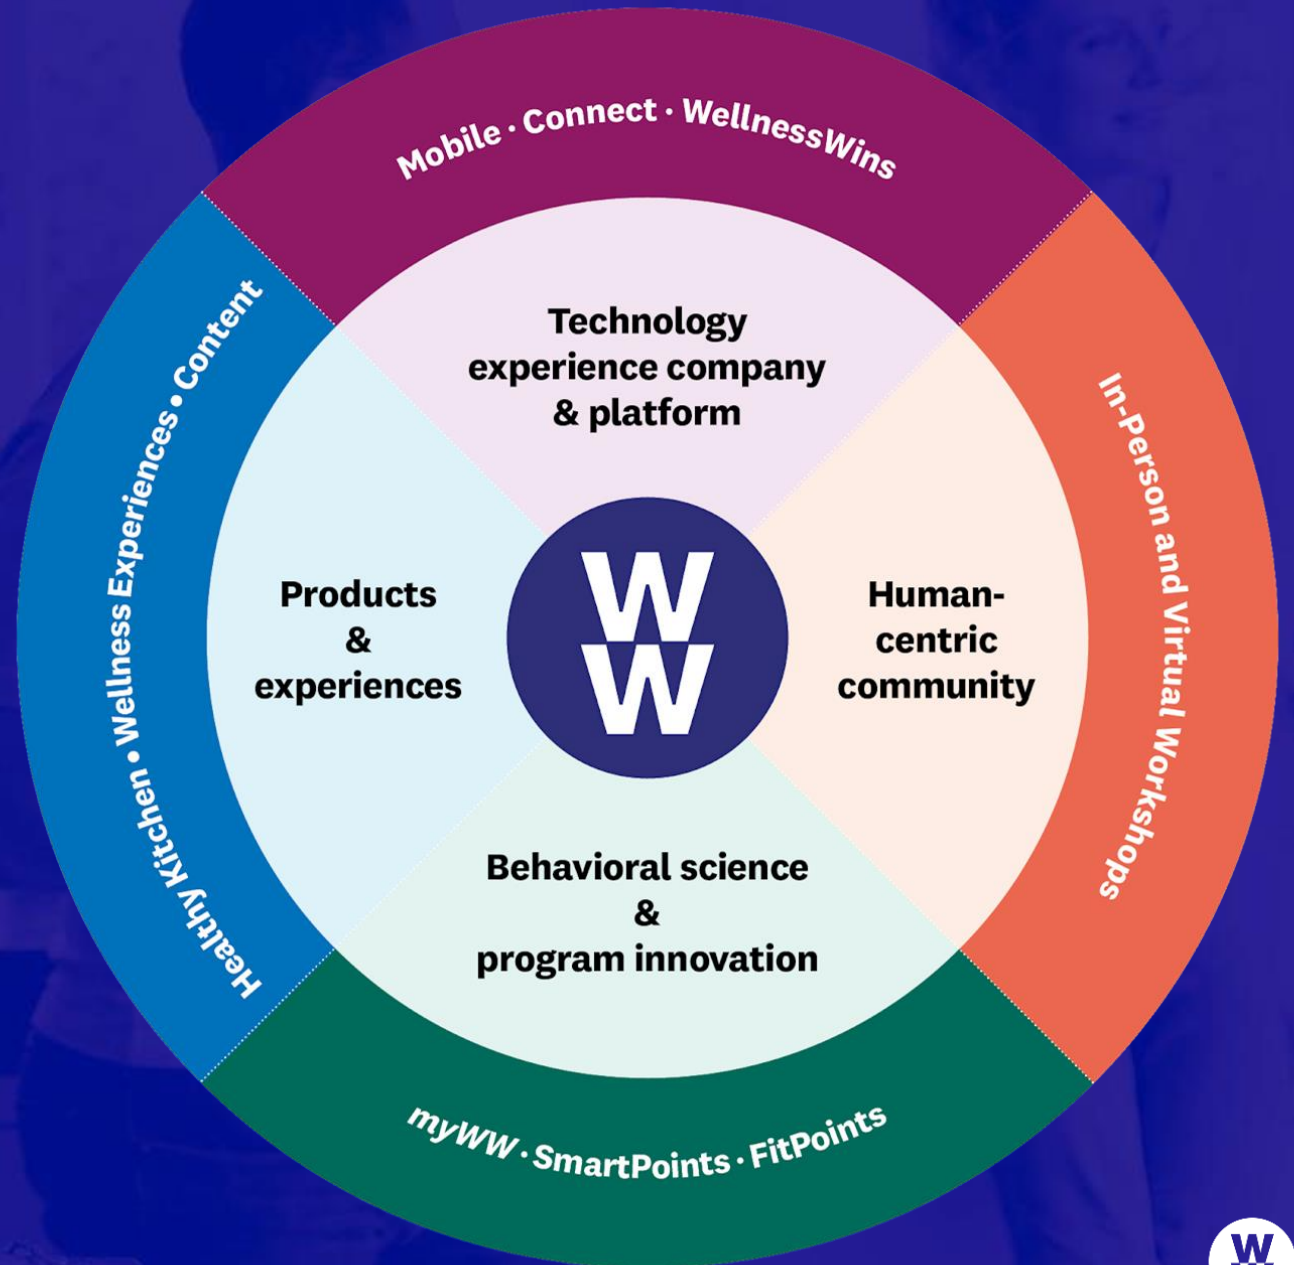 Mobile · Connect · WellnessWins
Technology
experience company
& platform
Healthy Kitchen • Wellness Experiences • Content
Products
&
experiences
W
W
Human-
centric
community
In-Person and Virtual Workshops
Behavioral science
&
program innovation
myWW · SmartPoints · FitPoints
W